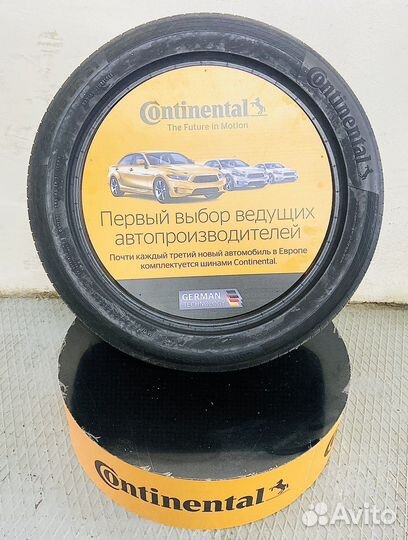 Continental
Continental
The Future in Motion
Первый выбор ведущих
автопроизводителей
Почти каждый третий новый автомобиль в Европе
комплектуется шинами Continental.
GERMAN
TECHNOLOGY
Continental
Avito